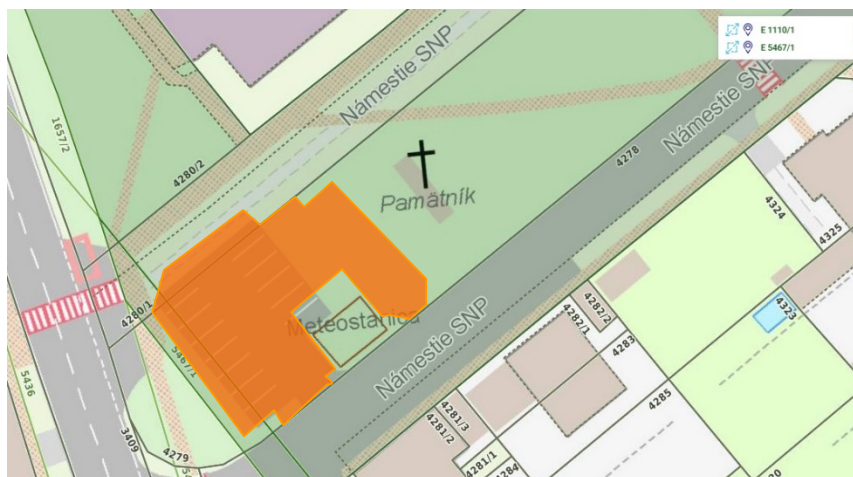 E 1110/1
E 5467/1
Námestie SNP
Námestie SNP
1657/2
4280/2
4278
Pamätník
4324
4325
4280/1
5467/1
Meteostanica
Námestie SNP
4282/2
4282/1
4323
4283
5436
4285
3409
4281/3
4281/2
4281/1
4284
4279